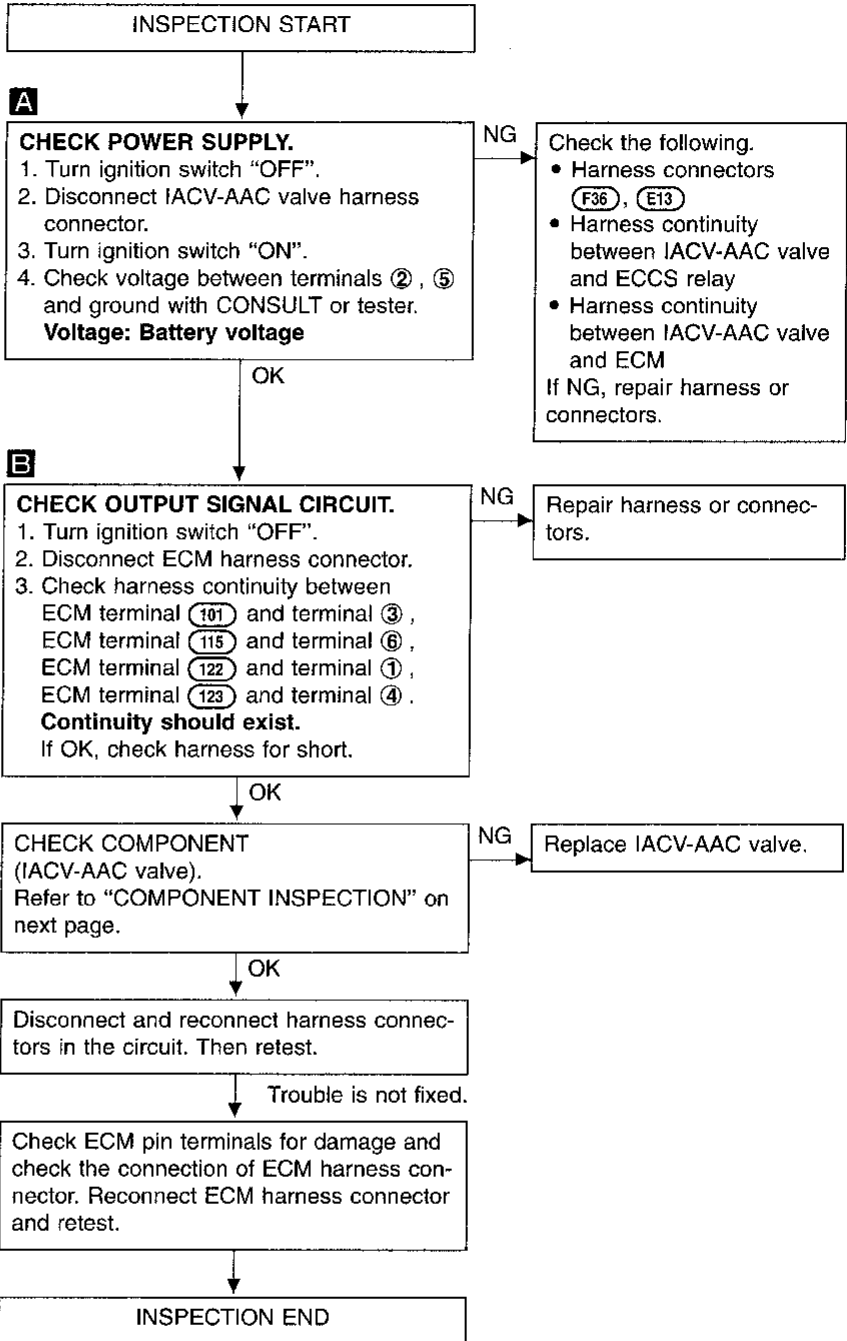 INSPECTION START
A
CHECK POWER SUPPLY.
1. Turn ignition switch “OFF”.
2. Disconnect IACV-AAC valve harness
connector.
3. Turn ignition switch “ON”.
4. Check voltage between terminals ②, ⑤
and ground with CONSULT or tester.
Voltage: Battery voltage
NG
Check the following.
• Harness connectors
F36, E13
• Harness continuity
between IACV-AAC valve
and ECCS relay
• Harness continuity
between IACV-AAC valve
and ECM
If NG, repair harness or
connectors.
OK
B
CHECK OUTPUT SIGNAL CIRCUIT.
1. Turn ignition switch “OFF”.
2. Disconnect ECM harness connector.
3. Check harness continuity between
ECM terminal 101 and terminal ③,
ECM terminal 115 and terminal ⑥,
ECM terminal 122 and terminal ①,
ECM terminal 123 and terminal ④.
Continuity should exist.
If OK, check harness for short.
NG
Repair harness or connec-
tors.
OK
CHECK COMPONENT
(IACV-AAC valve).
Refer to “COMPONENT INSPECTION” on
next page.
NG
Replace IACV-AAC valve.
OK
Disconnect and reconnect harness connec-
tors in the circuit. Then retest.
Trouble is not fixed.
Check ECM pin terminals for damage and
check the connection of ECM harness con-
nector. Reconnect ECM harness connector
and retest.
INSPECTION END